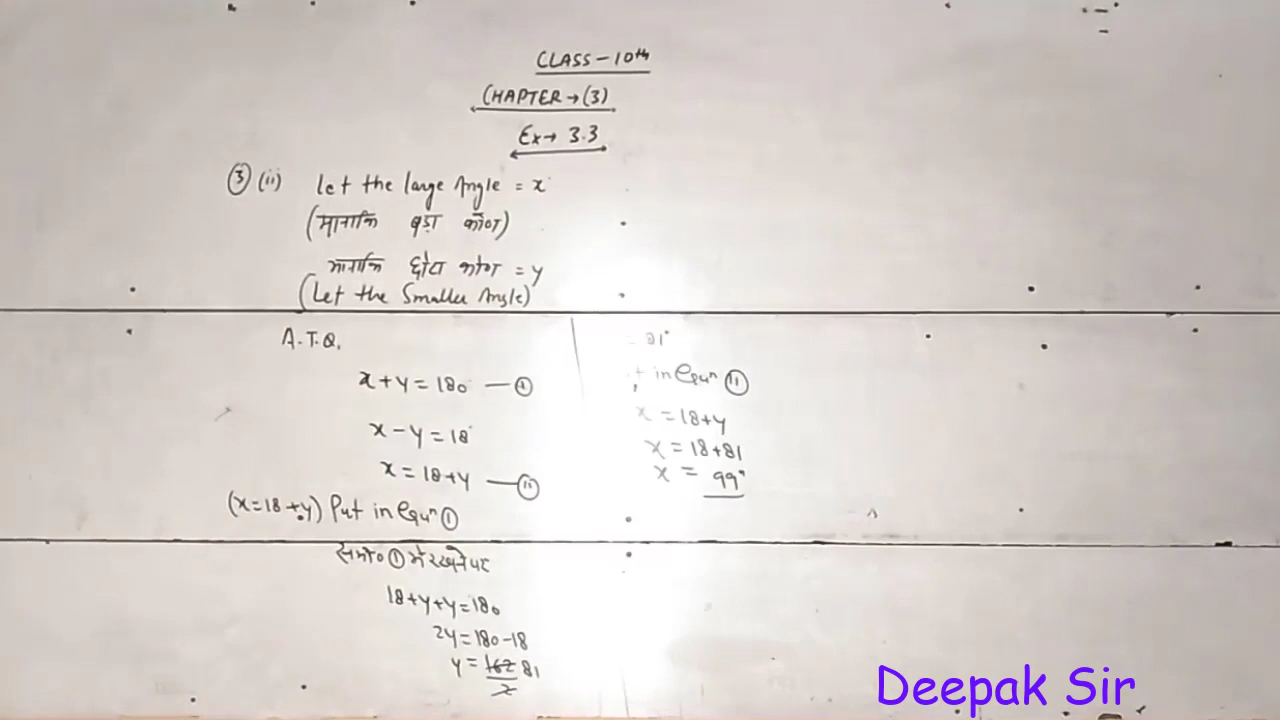 CLASS - 10th
CHAPTER → (3)
Ex → 3.3
③ (ii) Let the large Angle = x
(मानाकि बड़ा कोण)
मानाकि छोटा कोण = y
(Let the Smaller Angle)
A.T.Q.
x + y = 180 — ①
x - y = 18
x = 18 + y — ⑪
(x = 18 + y) Put in Equⁿ ①
समी० ① में रखने पर
18 + y + y = 180
2y = 180 - 18
y = 162/2 81
81°
in Equⁿ ⑪
x = 18 + y
x = 18 + 81
x = 99°
Deepak Sir